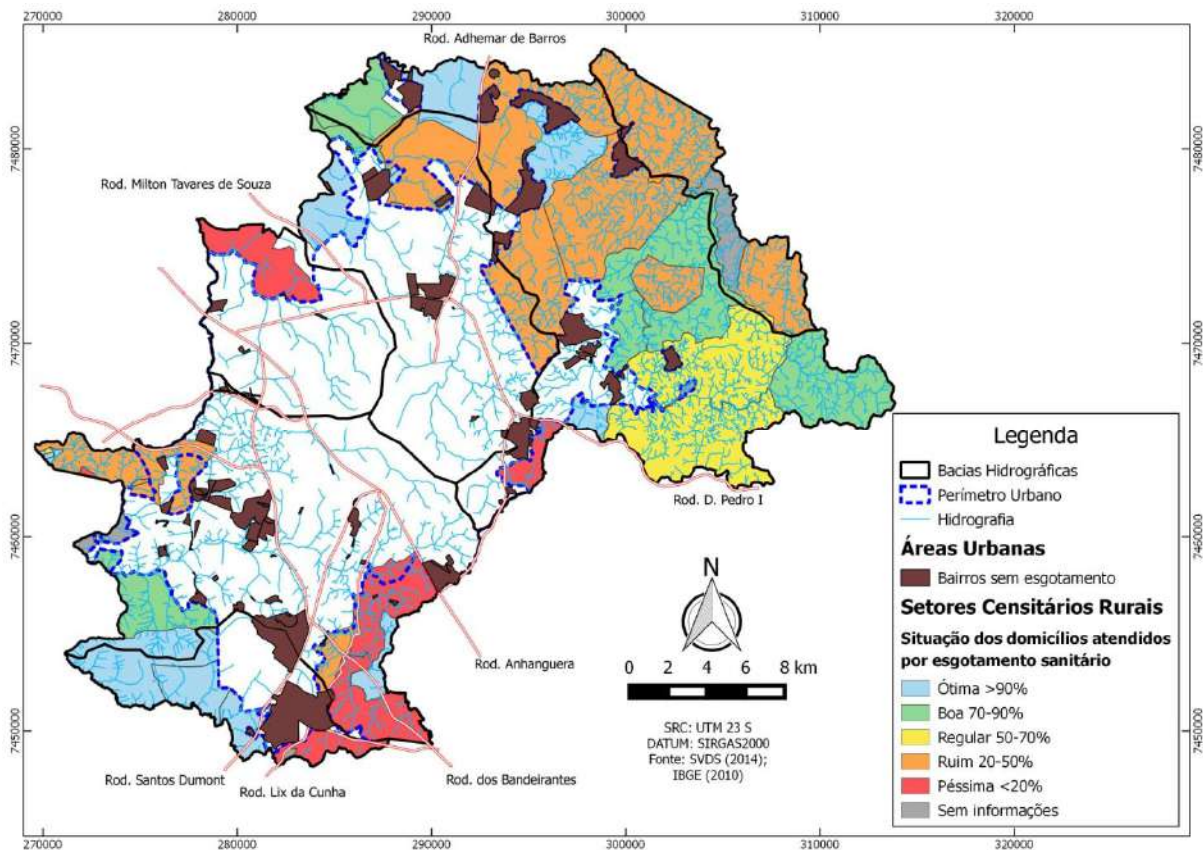 270000 280000 290000 300000 310000 320000
Rod. Adhemar de Barros
7480000 7480000
Rod. Milton Tavares de Souza
7470000 7470000
Rod. D. Pedro I
7460000 7460000
Rod. Anhanguera
7450000 7450000
Rod. Santos Dumont
Rod. Lix da Cunha
Rod. dos Bandeirantes
N
0 2 4 6 8 km
SRC: UTM 23 S
DATUM: SIRGAS2000
Fonte: SVDS (2014);
IBGE (2010)
Legenda
Bacias Hidrográficas
Perímetro Urbano
Hidrografia
Áreas Urbanas
Bairros sem esgotamento
Setores Censitários Rurais
Situação dos domicílios atendidos
por esgotamento sanitário
Ótima >90%
Boa 70-90%
Regular 50-70%
Ruim 20-50%
Péssima <20%
Sem informações
270000 280000 290000 300000 310000 320000